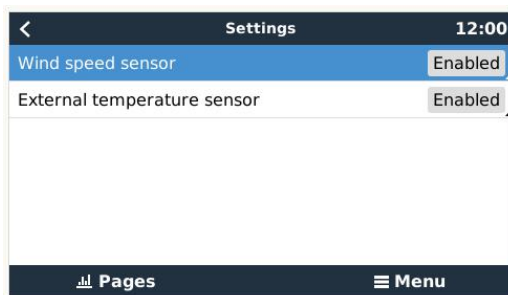 Settings 12:00
Wind speed sensor Enabled
External temperature sensor Enabled
Pages Menu